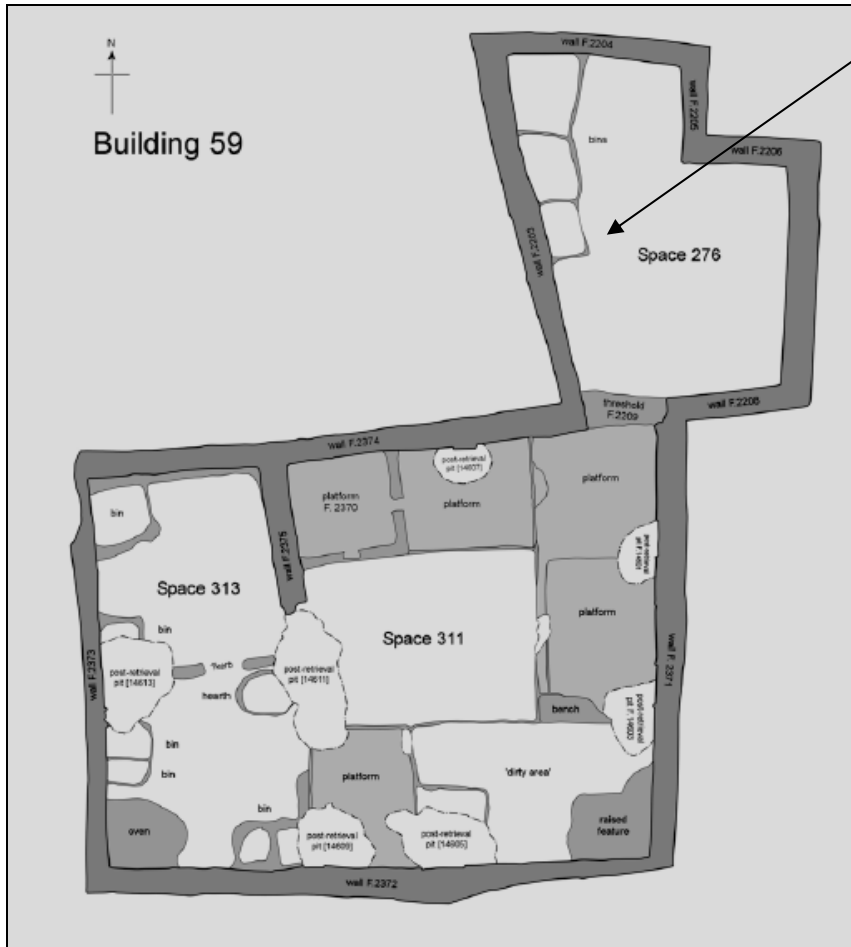 N
Building 59
wall F.2204
wall F.2205
bins
wall F.2206
wall F.2203
Space 276
threshold
F.2209
wall F.2208
wall F.2374
post-retrieval
pit [14607]
platform
F. 2370
platform
platform
bin
wall F.2375
Space 313
platform
Space 311
bin
wall F.2373
post-retrieval
pit [14613]
post-retrieval
pit [14611]
hearth
wall F. 2371
bench
bin
bin
platform
'dirty area'
bin
oven
post-retrieval
pit [14609]
post-retrieval
pit [14605]
raised
feature
wall F.2372